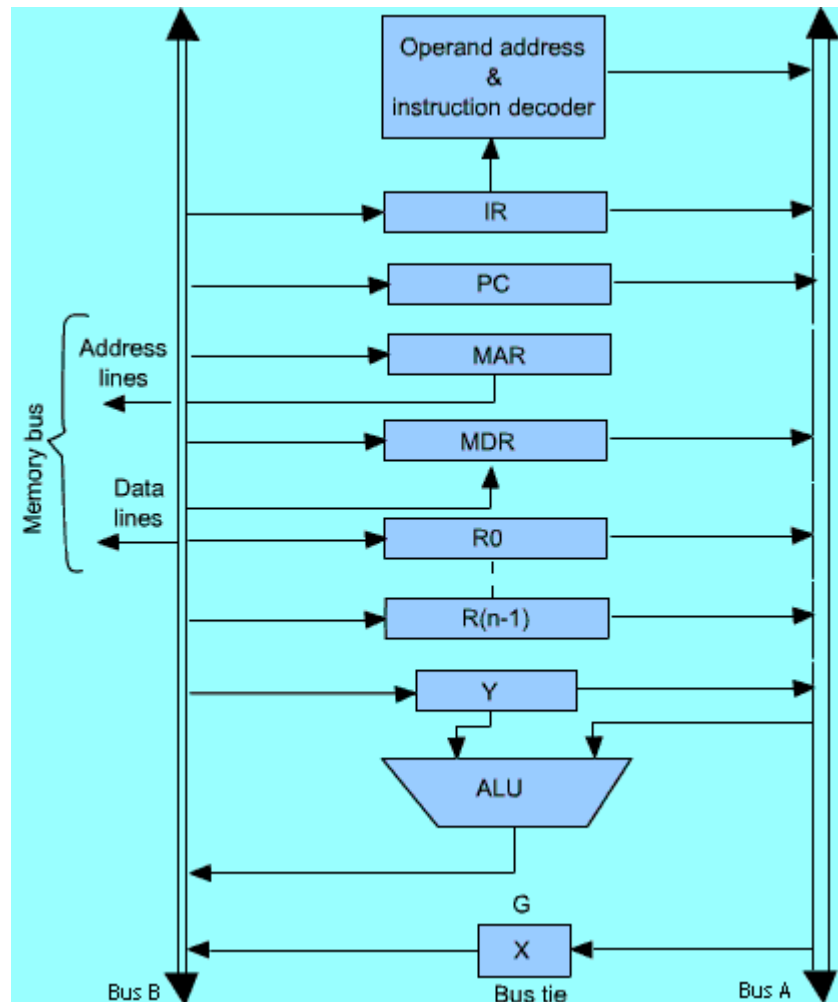 Operand address
&
instruction decoder
IR
PC
MAR
Address
lines
MDR
Memory bus
Data
lines
R0
R(n-1)
Y
ALU
G
X
Bus B
Bus tie
Bus A